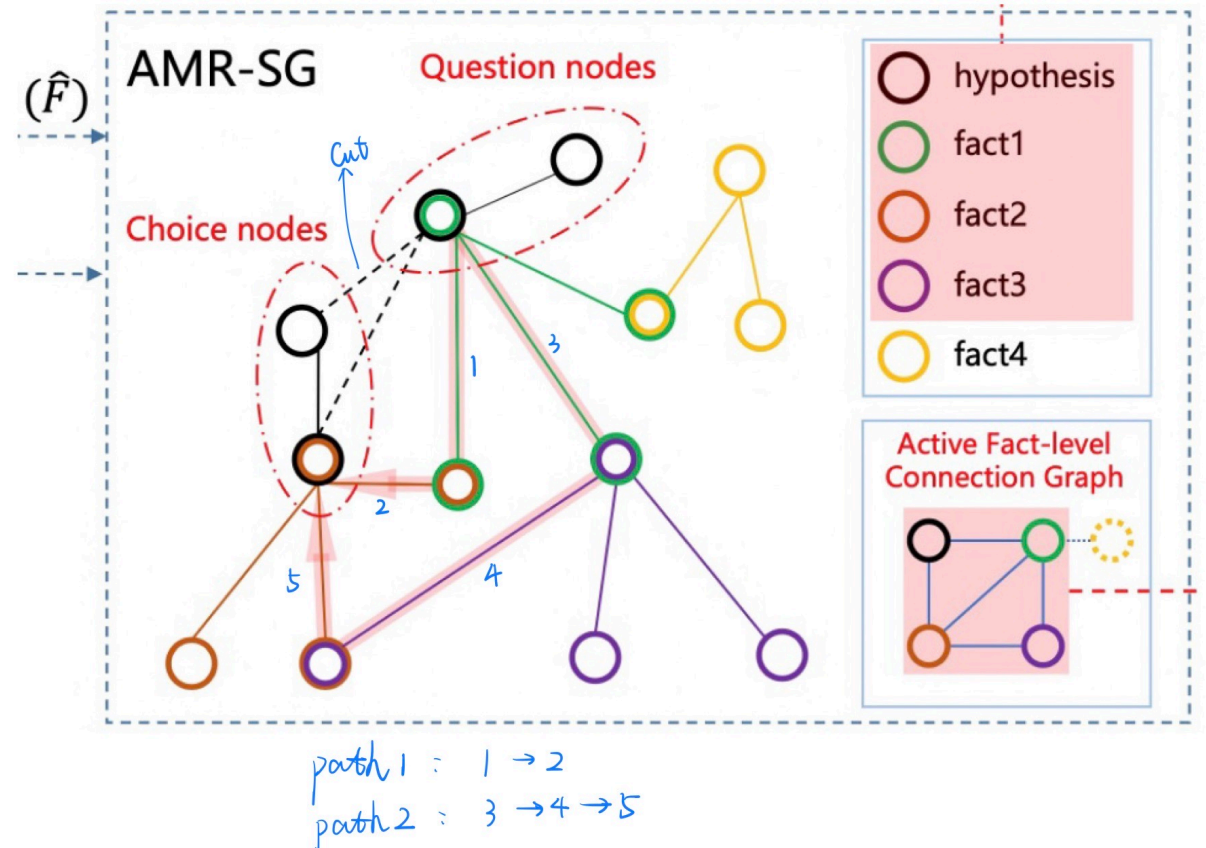 (F̂)
AMR-SG
Question nodes
cut
Choice nodes
1
2
3
4
5
hypothesis
fact1
fact2
fact3
fact4
Active Fact-level
Connection Graph
path1 : 1 → 2
path2 : 3 → 4 → 5